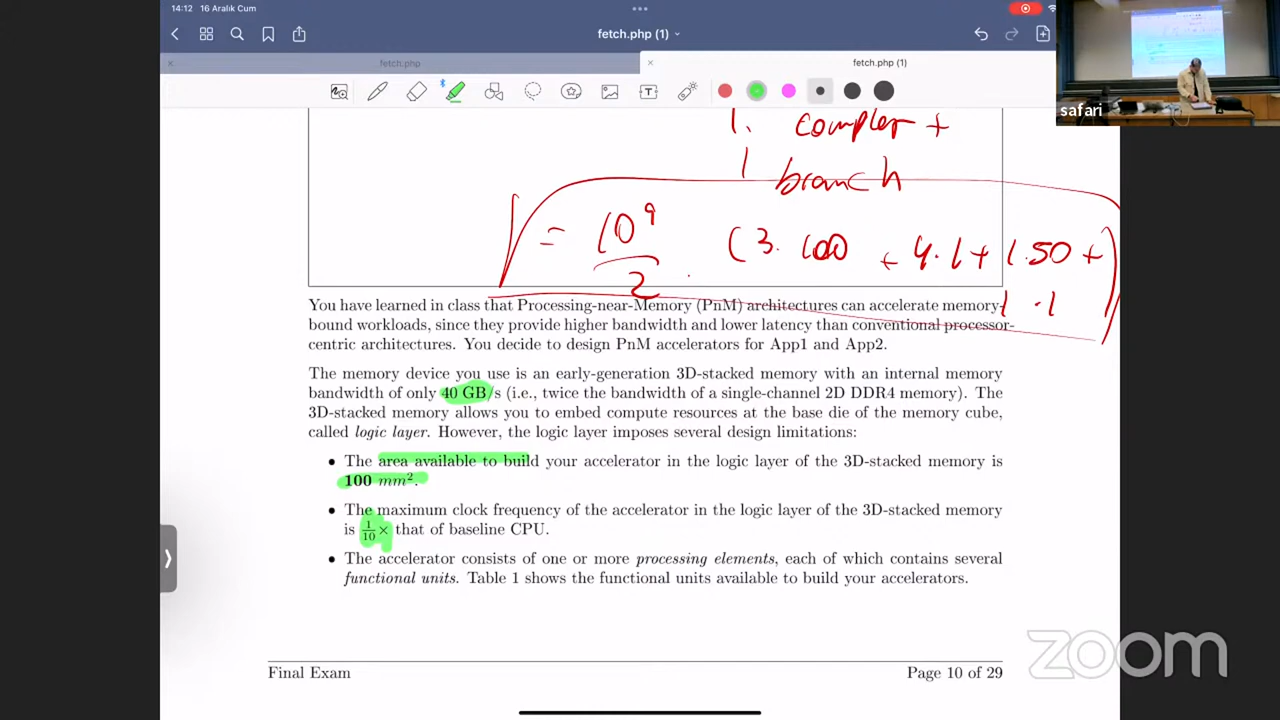 14:12 16 Aralık Cum
fetch.php (1)
fetch.php
fetch.php (1)
safari
1. complex +
1 branch
= 10^9 / 2 . (3.100 + 4.1 + 1.50 +
1 .1 )
You have learned in class that Processing-near-Memory (PnM) architectures can accelerate memory-
bound workloads, since they provide higher bandwidth and lower latency than conventional processor-
centric architectures. You decide to design PnM accelerators for App1 and App2.
The memory device you use is an early-generation 3D-stacked memory with an internal memory
bandwidth of only 40 GB/s (i.e., twice the bandwidth of a single-channel 2D DDR4 memory). The
3D-stacked memory allows you to embed compute resources at the base die of the memory cube,
called logic layer. However, the logic layer imposes several design limitations:
• The area available to build your accelerator in the logic layer of the 3D-stacked memory is
100 mm².
• The maximum clock frequency of the accelerator in the logic layer of the 3D-stacked memory
is 1/10 × that of baseline CPU.
• The accelerator consists of one or more processing elements, each of which contains several
functional units. Table 1 shows the functional units available to build your accelerators.
Final Exam Page 10 of 29
zoom